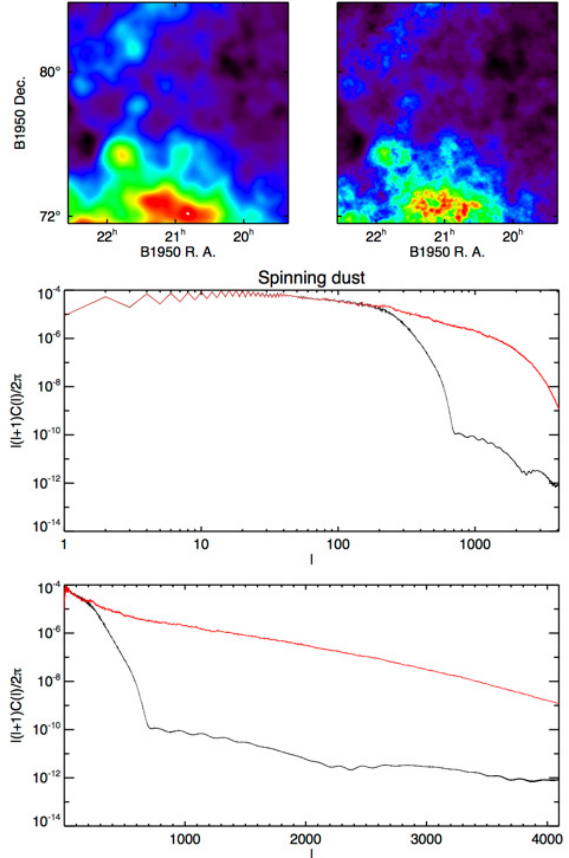 80°
72°
B1950 Dec.
22h 21h 20h
B1950 R. A.
22h 21h 20h
B1950 R. A.
Spinning dust
l(l+1)C(l)/2π
10-4
10-6
10-8
10-10
10-12
10-14
1 10 100 1000
l
l(l+1)C(l)/2π
10-4
10-6
10-8
10-10
10-12
10-14
1000 2000 3000 4000
l